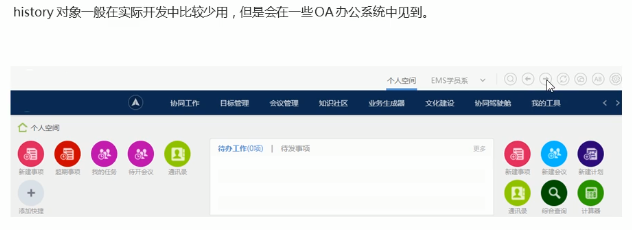 history 对象一般在实际开发中比较少用，但是会在一些 OA 办公系统中见到。
个人空间 EMS学员系
协同工作 目标管理 会议管理 知识社区 业务生成器 文化建设 协同驾驶舱 我的工具
个人空间
待办工作(0项) | 待发事项 更多
新建事项 超期事项 我的任务 待开会议 通讯录 新建事项 新建会议 新建计划
添加快捷 通讯录 综合查询 计算器